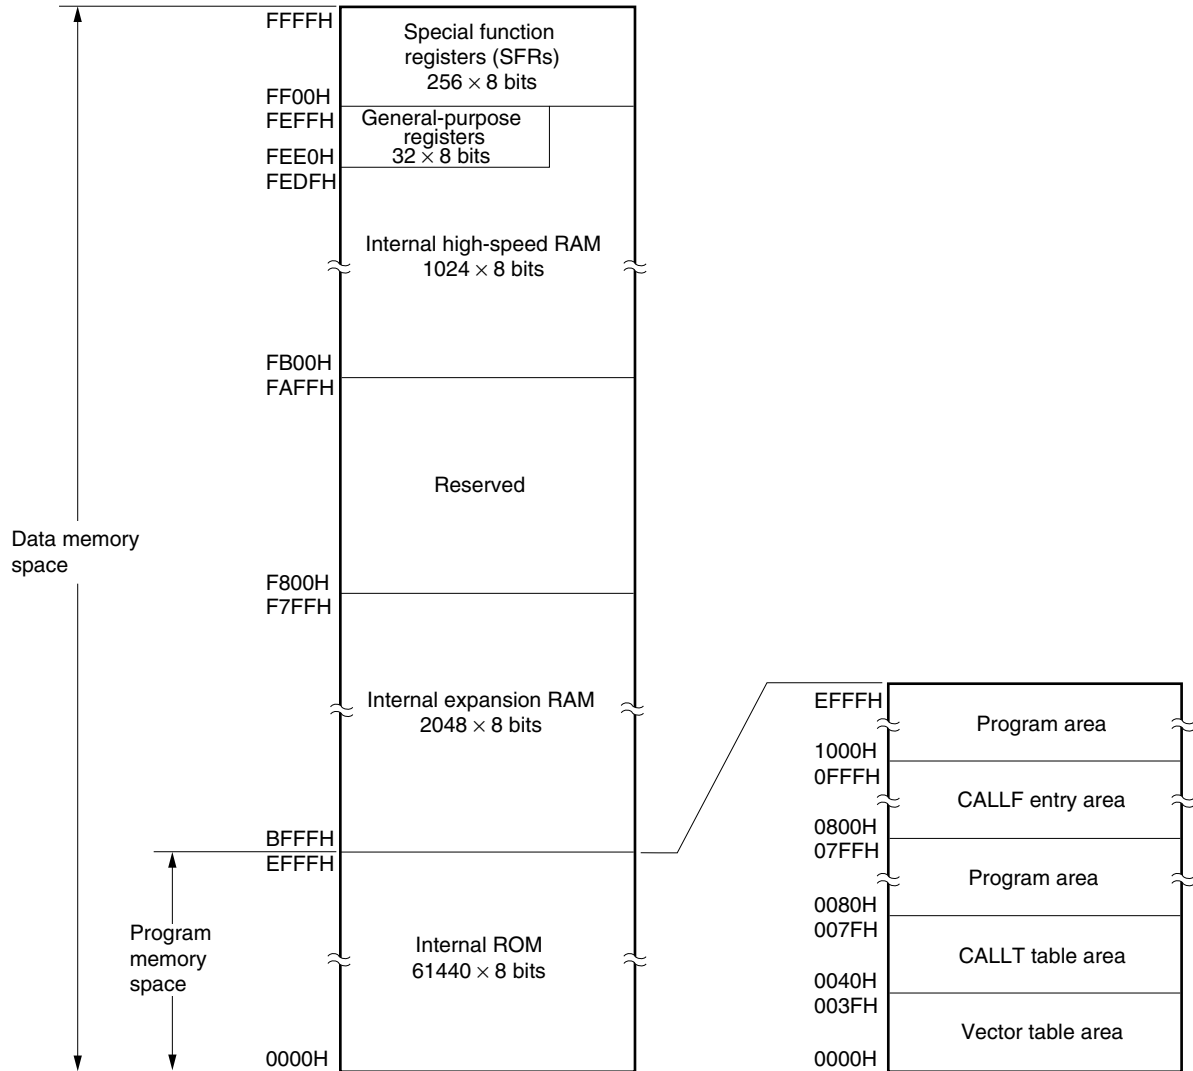 FFFFH
Special function
registers (SFRs)
256 × 8 bits
FF00H
FEFFH
General-purpose
registers
32 × 8 bits
FEE0H
FEDFH
Internal high-speed RAM
1024 × 8 bits
FB00H
FAFFH
Reserved
Data memory
space
F800H
F7FFH
Internal expansion RAM
2048 × 8 bits
BFFFH
EFFFH
Program
memory
space
Internal ROM
61440 × 8 bits
0000H
EFFFH
Program area
1000H
0FFFH
CALLF entry area
0800H
07FFH
Program area
0080H
007FH
CALLT table area
0040H
003FH
Vector table area
0000H